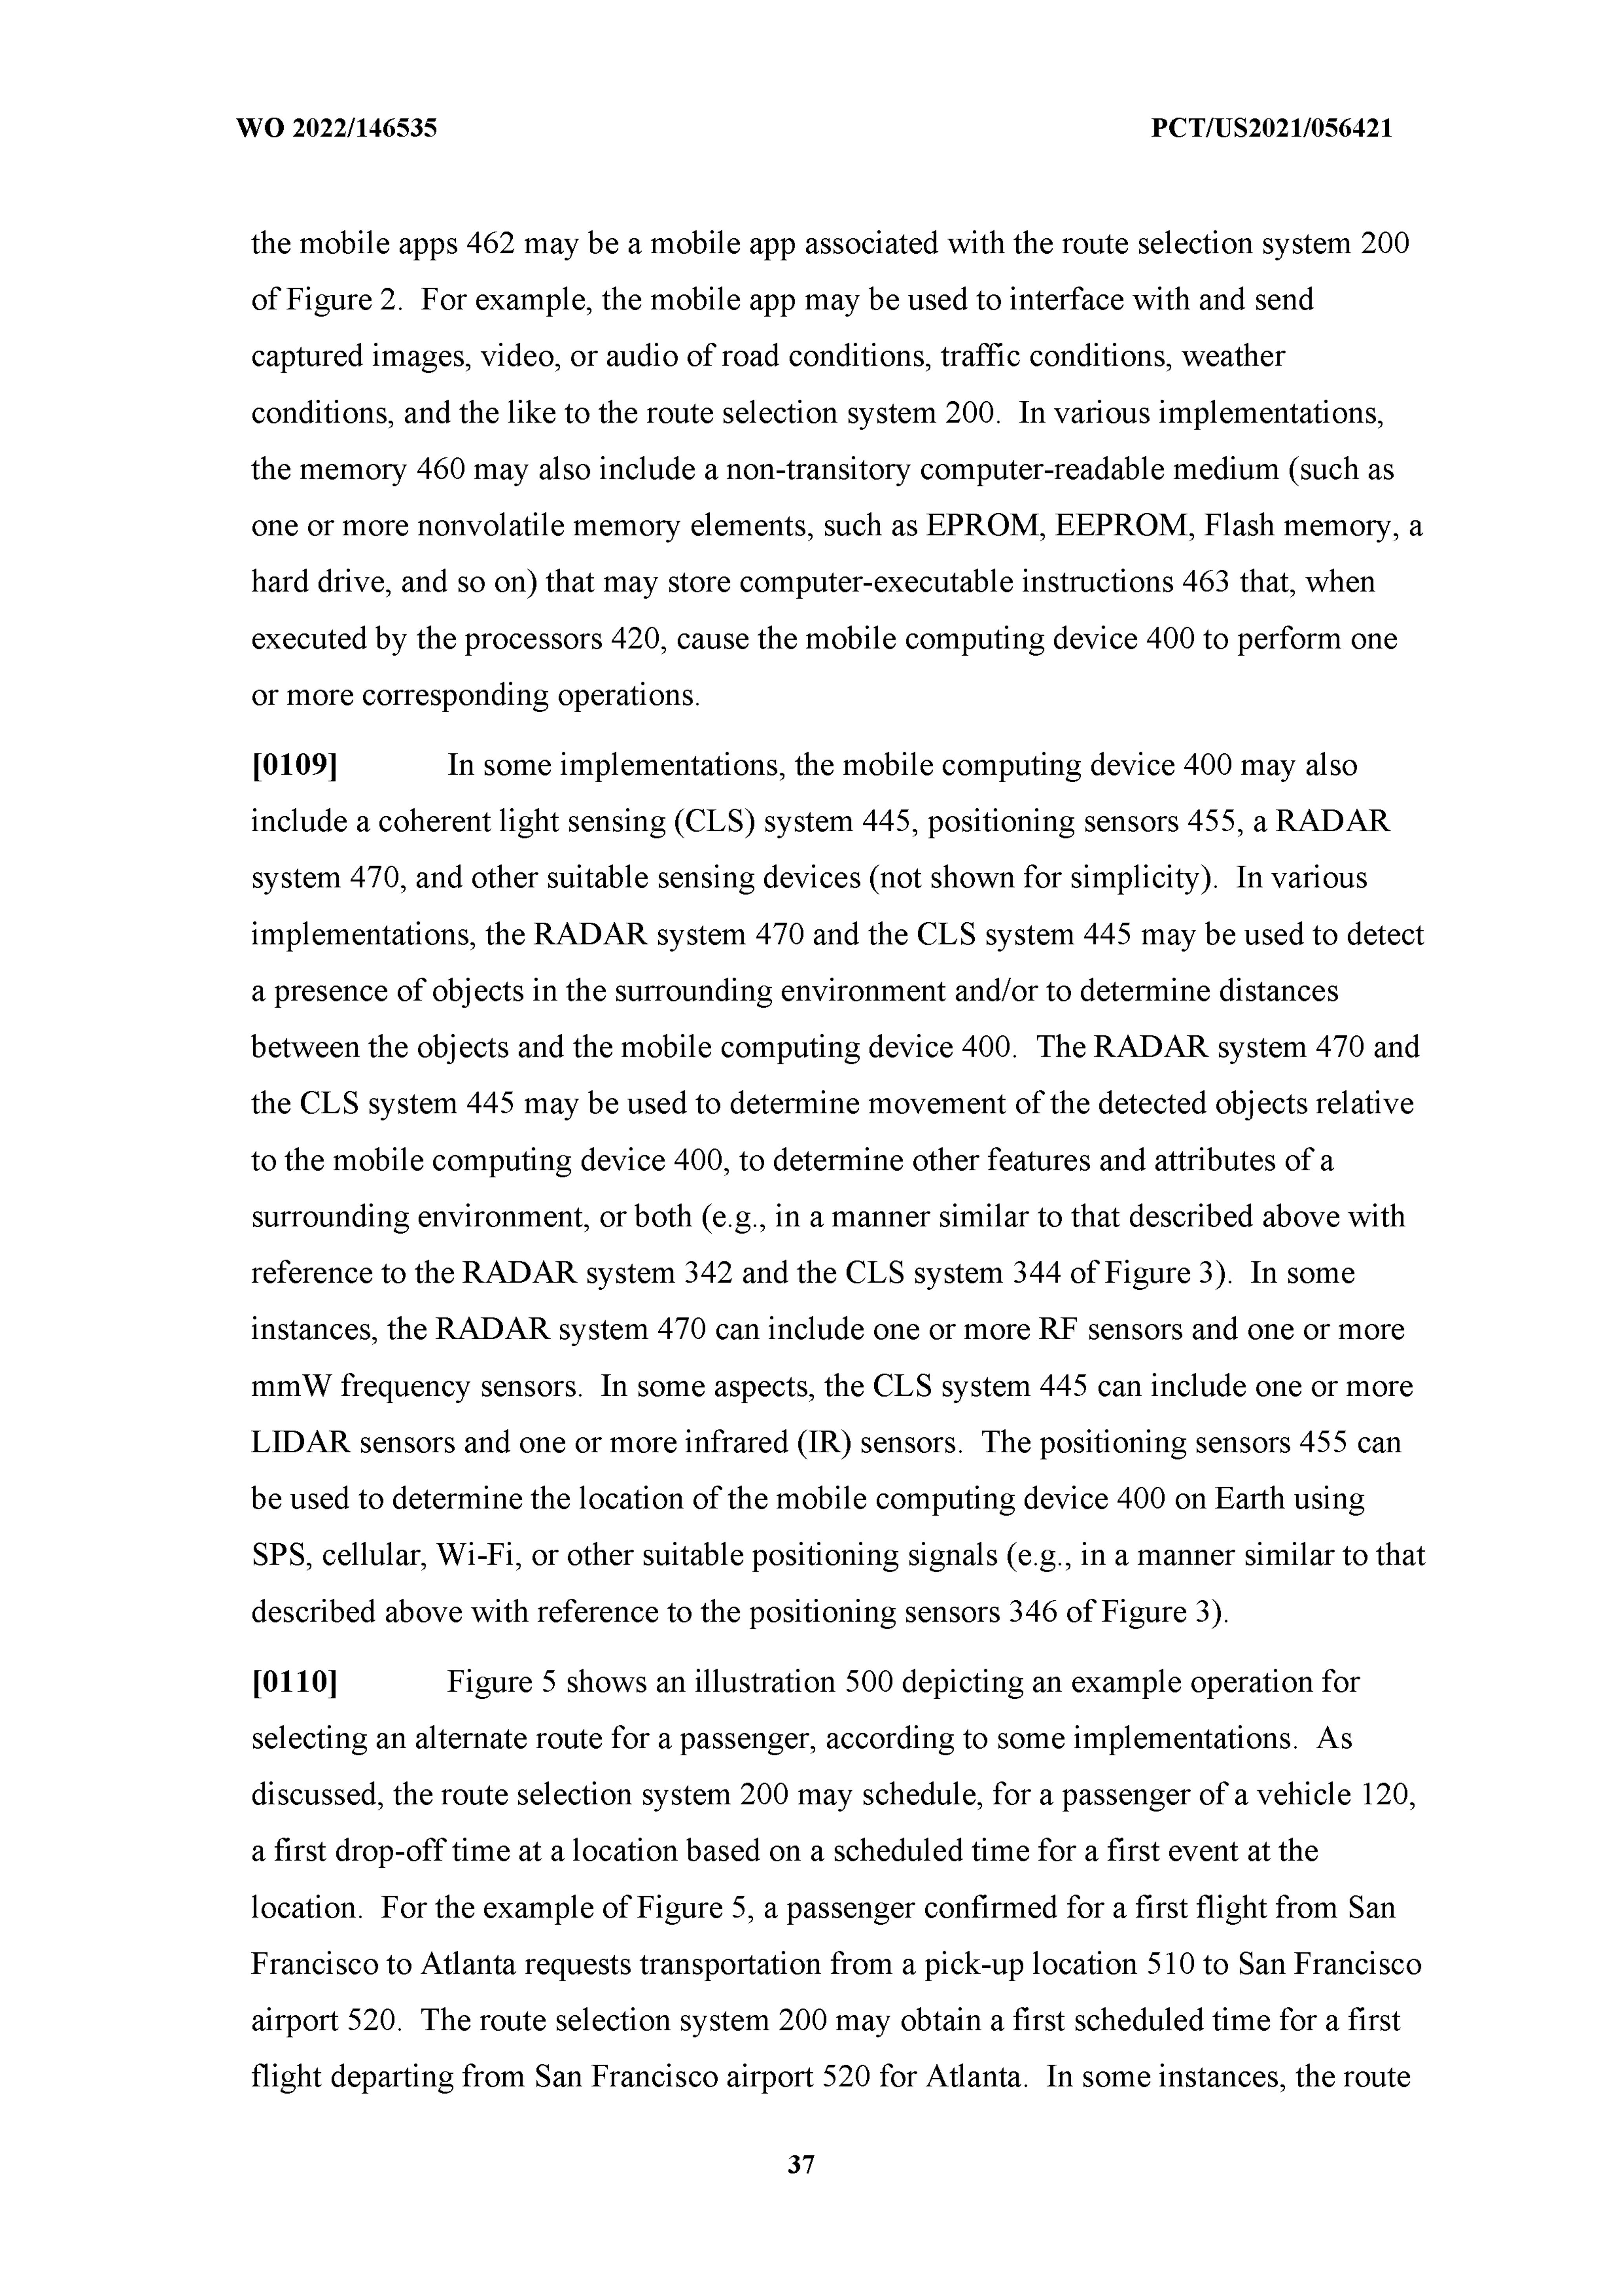 WO 2022/146535 PCT/US2021/056421
the mobile apps 462 may be a mobile app associated with the route selection system 200
of Figure 2.  For example, the mobile app may be used to interface with and send
captured images, video, or audio of road conditions, traffic conditions, weather
conditions, and the like to the route selection system 200.  In various implementations,
the memory 460 may also include a non-transitory computer-readable medium (such as
one or more nonvolatile memory elements, such as EPROM, EEPROM, Flash memory, a
hard drive, and so on) that may store computer-executable instructions 463 that, when
executed by the processors 420, cause the mobile computing device 400 to perform one
or more corresponding operations.
[0109] In some implementations, the mobile computing device 400 may also
include a coherent light sensing (CLS) system 445, positioning sensors 455, a RADAR
system 470, and other suitable sensing devices (not shown for simplicity).  In various
implementations, the RADAR system 470 and the CLS system 445 may be used to detect
a presence of objects in the surrounding environment and/or to determine distances
between the objects and the mobile computing device 400.  The RADAR system 470 and
the CLS system 445 may be used to determine movement of the detected objects relative
to the mobile computing device 400, to determine other features and attributes of a
surrounding environment, or both (e.g., in a manner similar to that described above with
reference to the RADAR system 342 and the CLS system 344 of Figure 3).  In some
instances, the RADAR system 470 can include one or more RF sensors and one or more
mmW frequency sensors.  In some aspects, the CLS system 445 can include one or more
LIDAR sensors and one or more infrared (IR) sensors.  The positioning sensors 455 can
be used to determine the location of the mobile computing device 400 on Earth using
SPS, cellular, Wi-Fi, or other suitable positioning signals (e.g., in a manner similar to that
described above with reference to the positioning sensors 346 of Figure 3).
[0110] Figure 5 shows an illustration 500 depicting an example operation for
selecting an alternate route for a passenger, according to some implementations.  As
discussed, the route selection system 200 may schedule, for a passenger of a vehicle 120,
a first drop-off time at a location based on a scheduled time for a first event at the
location.  For the example of Figure 5, a passenger confirmed for a first flight from San
Francisco to Atlanta requests transportation from a pick-up location 510 to San Francisco
airport 520.  The route selection system 200 may obtain a first scheduled time for a first
flight departing from San Francisco airport 520 for Atlanta.  In some instances, the route
37